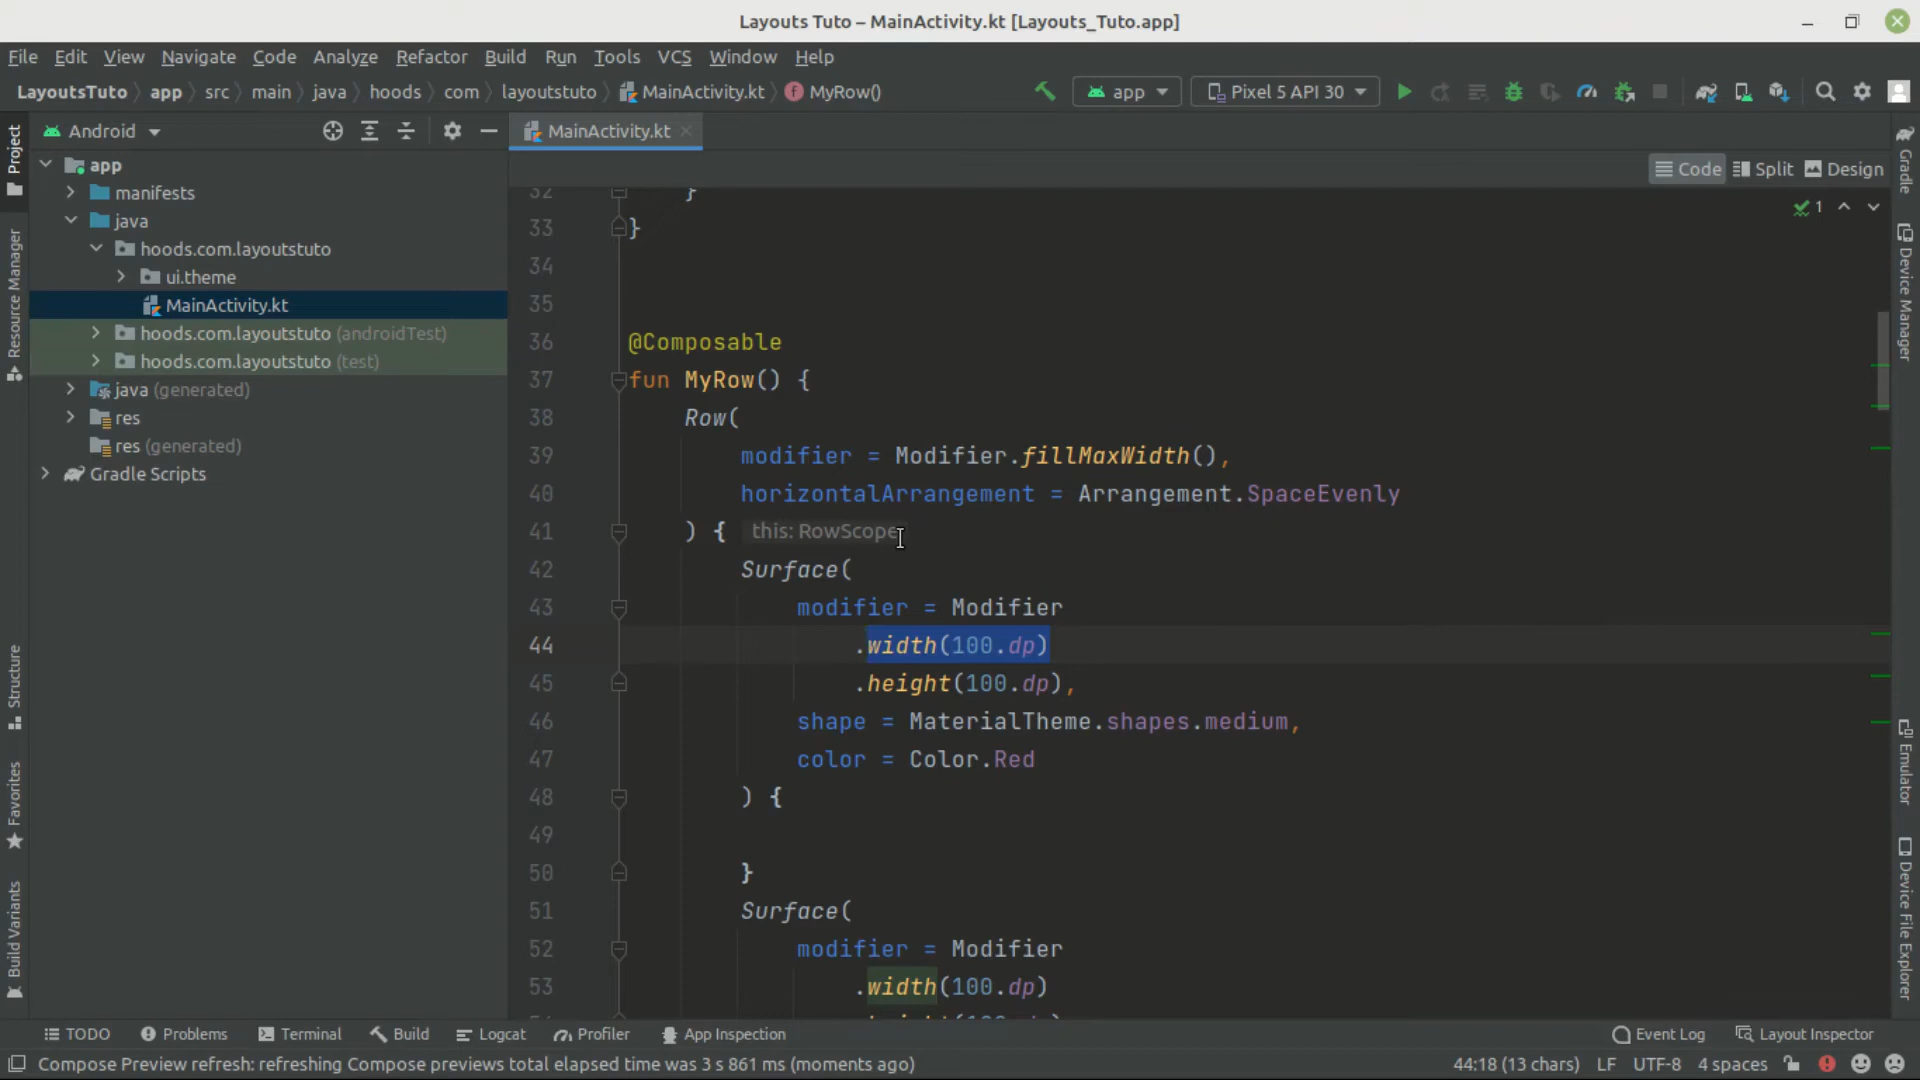 Layouts Tuto – MainActivity.kt [Layouts_Tuto.app]
File Edit View Navigate Code Analyze Refactor Build Run Tools VCS Window Help
LayoutsTuto app src main java hoods com layoutstuto MainActivity.kt MyRow() app Pixel 5 API 30
Android
MainActivity.kt
Code Split Design
Project
Resource Manager
Structure
Favorites
Build Variants
app
manifests
java
hoods.com.layoutstuto
ui.theme
MainActivity.kt
hoods.com.layoutstuto (androidTest)
hoods.com.layoutstuto (test)
java (generated)
res
res (generated)
Gradle Scripts
1
32 }
33 }
34
35
36 @Composable
37 fun MyRow() {
38 Row(
39 modifier = Modifier.fillMaxWidth(),
40 horizontalArrangement = Arrangement.SpaceEvenly
41 ) { this: RowScope
42 Surface(
43 modifier = Modifier
44 .width(100.dp)
45 .height(100.dp),
46 shape = MaterialTheme.shapes.medium,
47 color = Color.Red
48 ) {
49
50 }
51 Surface(
52 modifier = Modifier
53 .width(100.dp)
Gradle
Device Manager
Emulator
Device File Explorer
TODO Problems Terminal Build Logcat Profiler App Inspection Event Log Layout Inspector
Compose Preview refresh: refreshing Compose previews total elapsed time was 3 s 861 ms (moments ago) 44:18 (13 chars) LF UTF-8 4 spaces